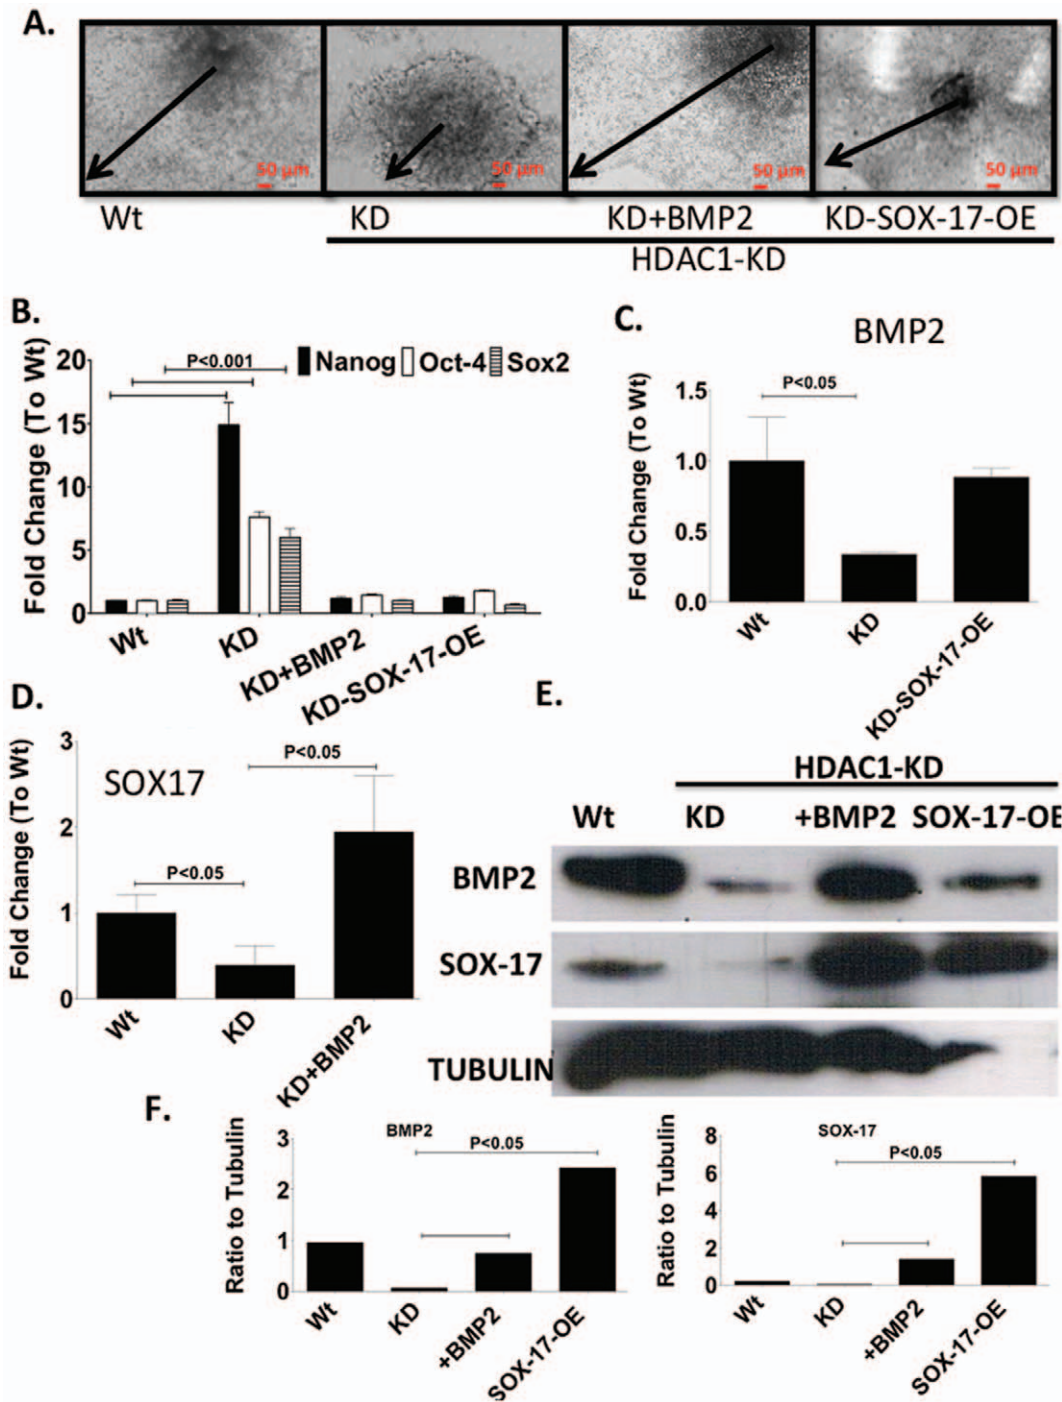 A.
50 µm 50 µm 50 µm 50 µm
Wt KD KD+BMP2 KD-SOX-17-OE
HDAC1-KD
B.
Fold Change (To Wt)
20
15
10
5
0
P<0.001
Nanog Oct-4 Sox2
Wt KD KD+BMP2 KD-SOX-17-OE
C.
BMP2
Fold Change (To Wt)
1.5
1.0
0.5
0.0
P<0.05
Wt KD KD-SOX-17-OE
D.
Fold Change (To Wt)
3
2
1
0
SOX17
P<0.05
P<0.05
Wt KD KD+BMP2
E.
HDAC1-KD
Wt KD +BMP2 SOX-17-OE
BMP2
SOX-17
TUBULIN
F.
Ratio to Tubulin
3
2
1
0
BMP2
P<0.05
Wt KD +BMP2 SOX-17-OE
Ratio to Tubulin
8
6
4
2
0
SOX-17
P<0.05
Wt KD +BMP2 SOX-17-OE